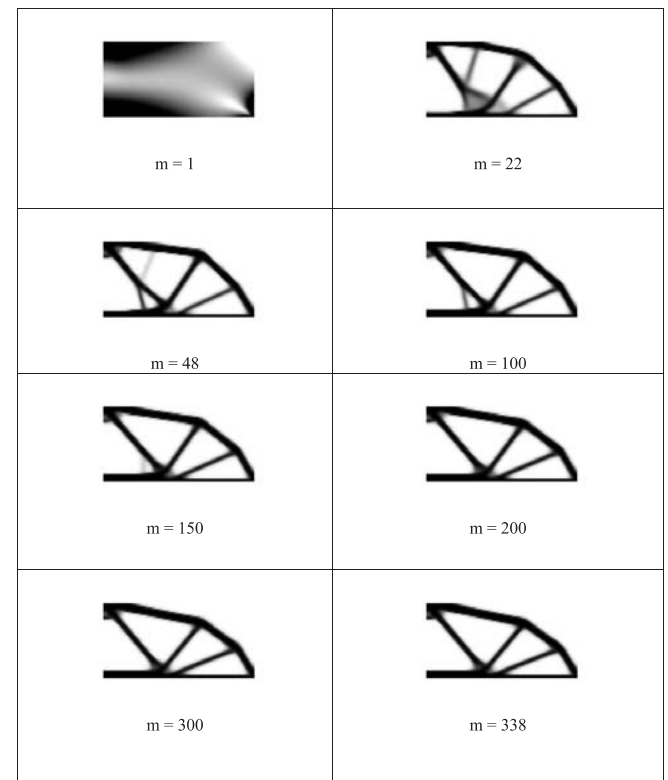 m = 1
m = 22
m = 48
m = 100
m = 150
m = 200
m = 300
m = 338